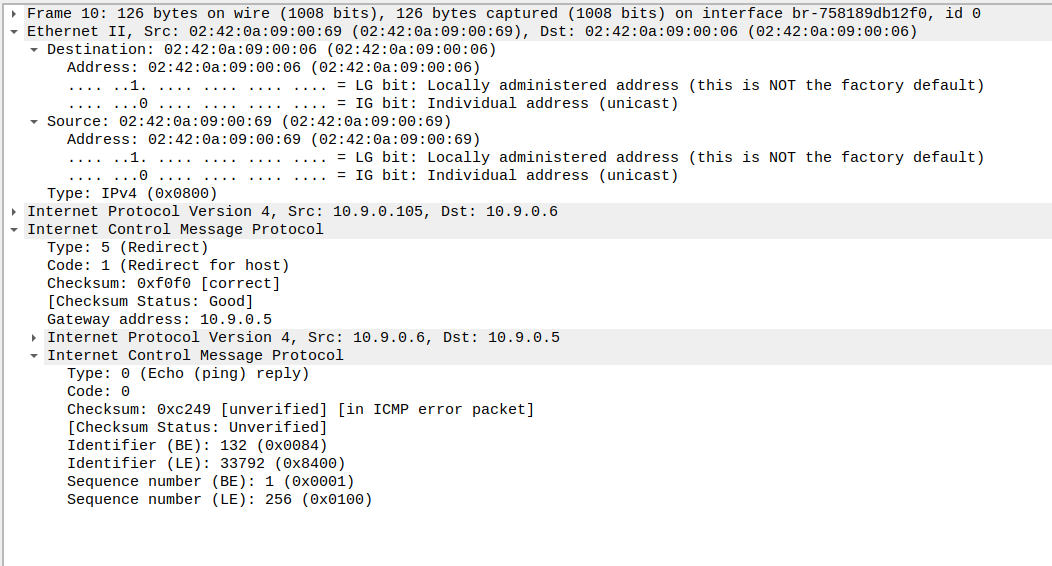 Frame 10: 126 bytes on wire (1008 bits), 126 bytes captured (1008 bits) on interface br-758189db12f0, id 0
Ethernet II, Src: 02:42:0a:09:00:69 (02:42:0a:09:00:69), Dst: 02:42:0a:09:00:06 (02:42:0a:09:00:06)
Destination: 02:42:0a:09:00:06 (02:42:0a:09:00:06)
Address: 02:42:0a:09:00:06 (02:42:0a:09:00:06)
.... ..1. .... .... .... .... = LG bit: Locally administered address (this is NOT the factory default)
.... ...0 .... .... .... .... = IG bit: Individual address (unicast)
Source: 02:42:0a:09:00:69 (02:42:0a:09:00:69)
Address: 02:42:0a:09:00:69 (02:42:0a:09:00:69)
.... ..1. .... .... .... .... = LG bit: Locally administered address (this is NOT the factory default)
.... ...0 .... .... .... .... = IG bit: Individual address (unicast)
Type: IPv4 (0x0800)
Internet Protocol Version 4, Src: 10.9.0.105, Dst: 10.9.0.6
Internet Control Message Protocol
Type: 5 (Redirect)
Code: 1 (Redirect for host)
Checksum: 0xf0f0 [correct]
[Checksum Status: Good]
Gateway address: 10.9.0.5
Internet Protocol Version 4, Src: 10.9.0.6, Dst: 10.9.0.5
Internet Control Message Protocol
Type: 0 (Echo (ping) reply)
Code: 0
Checksum: 0xc249 [unverified] [in ICMP error packet]
[Checksum Status: Unverified]
Identifier (BE): 132 (0x0084)
Identifier (LE): 33792 (0x8400)
Sequence number (BE): 1 (0x0001)
Sequence number (LE): 256 (0x0100)